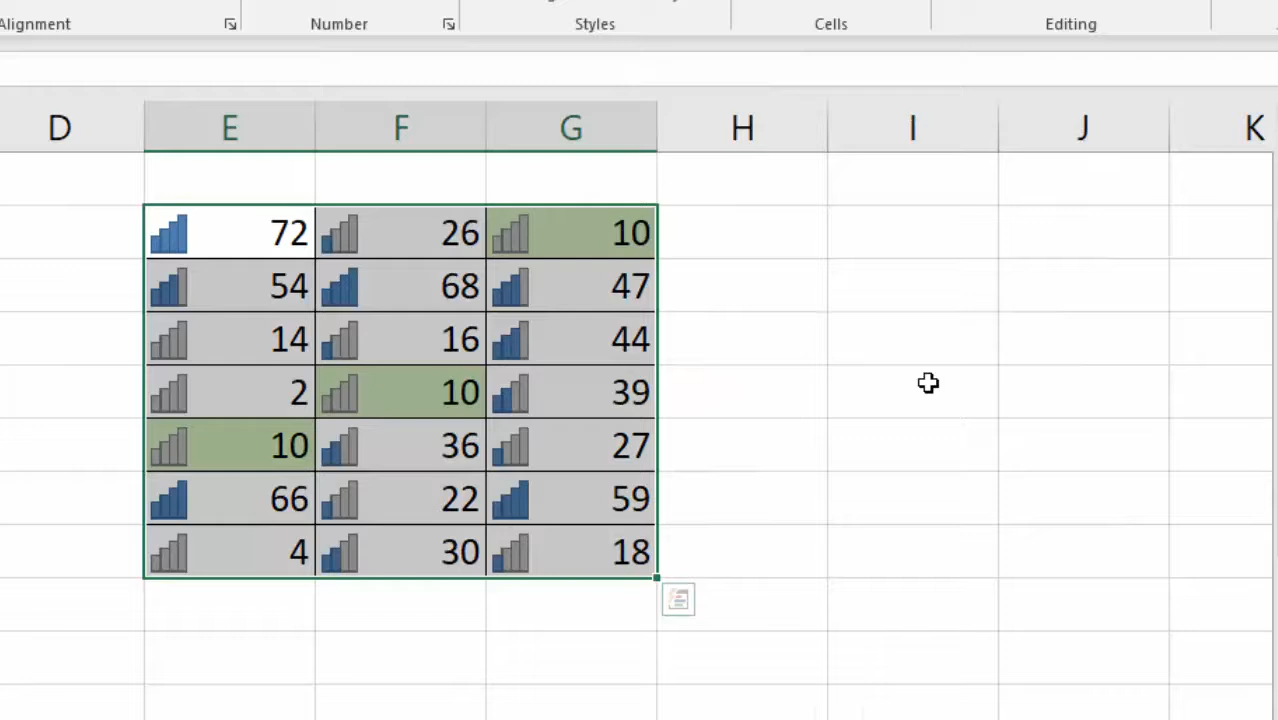 Alignment Number Styles Cells Editing
D E F G H I J K
72 26 10
54 68 47
14 16 44
2 10 39
10 36 27
66 22 59
4 30 18